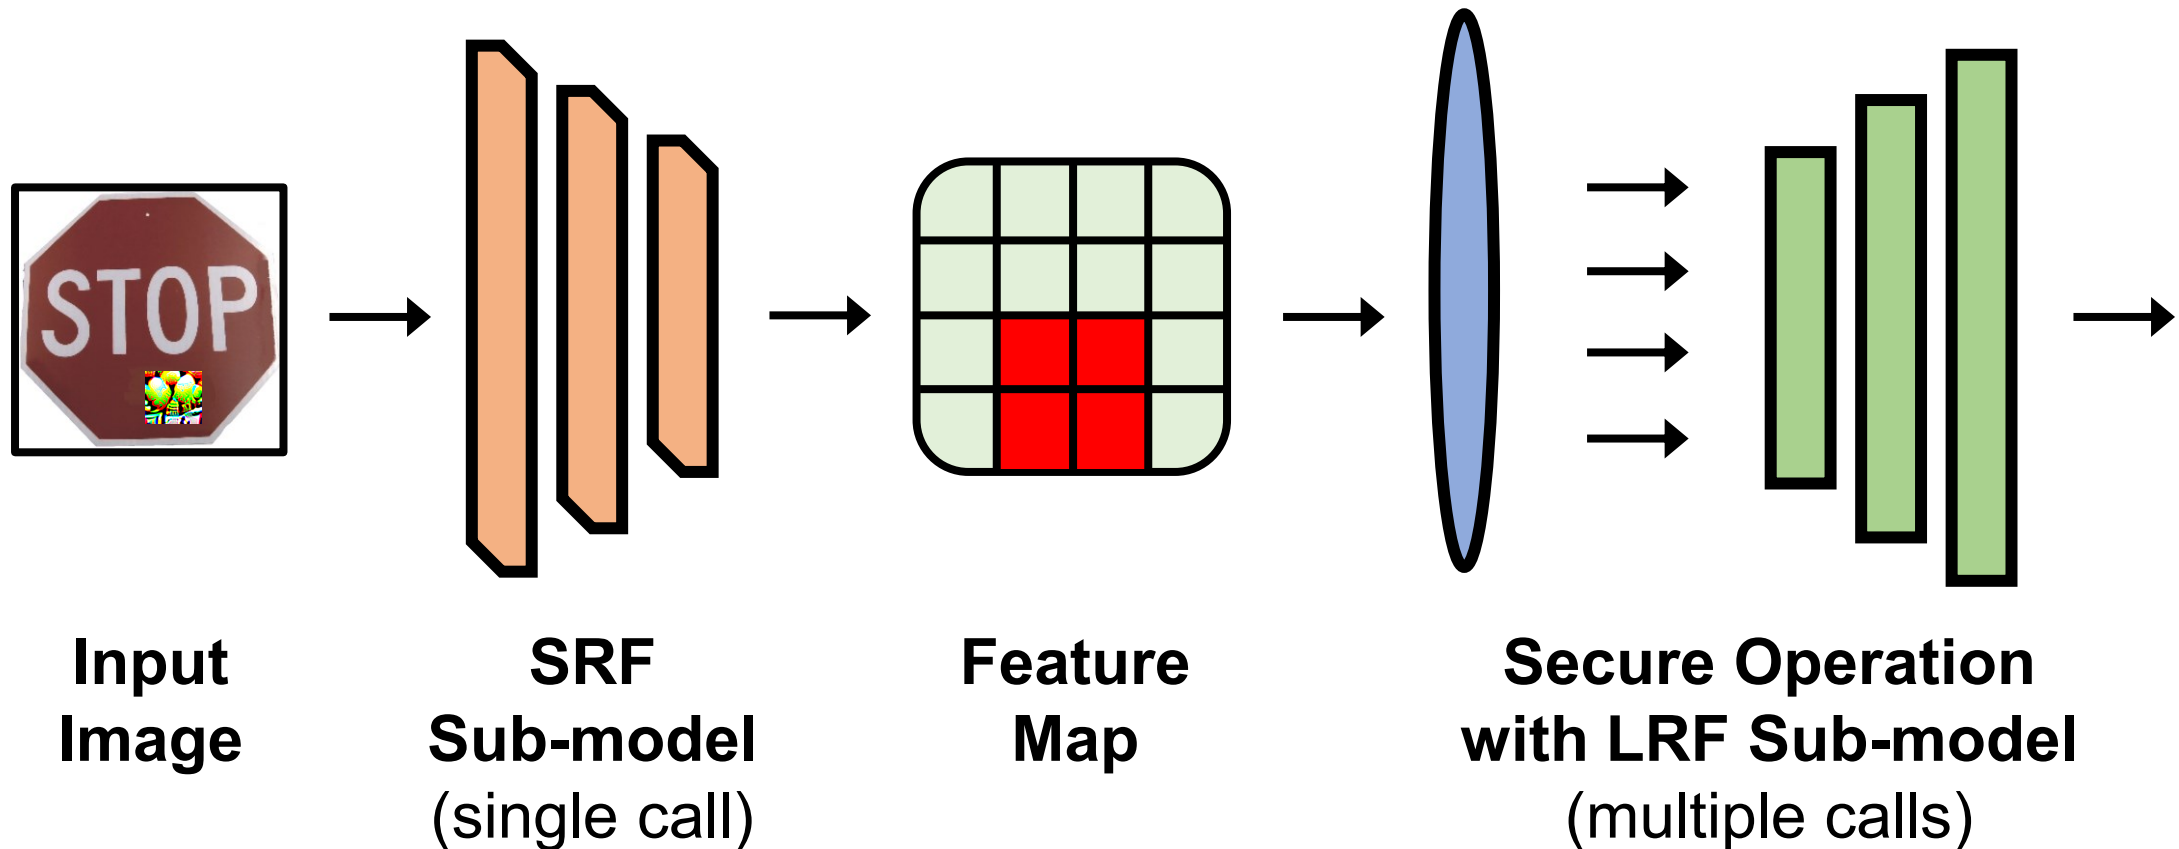 STOP
Input
Image
SRF
Sub-model
(single call)
Feature
Map
Secure Operation
with LRF Sub-model
(multiple calls)